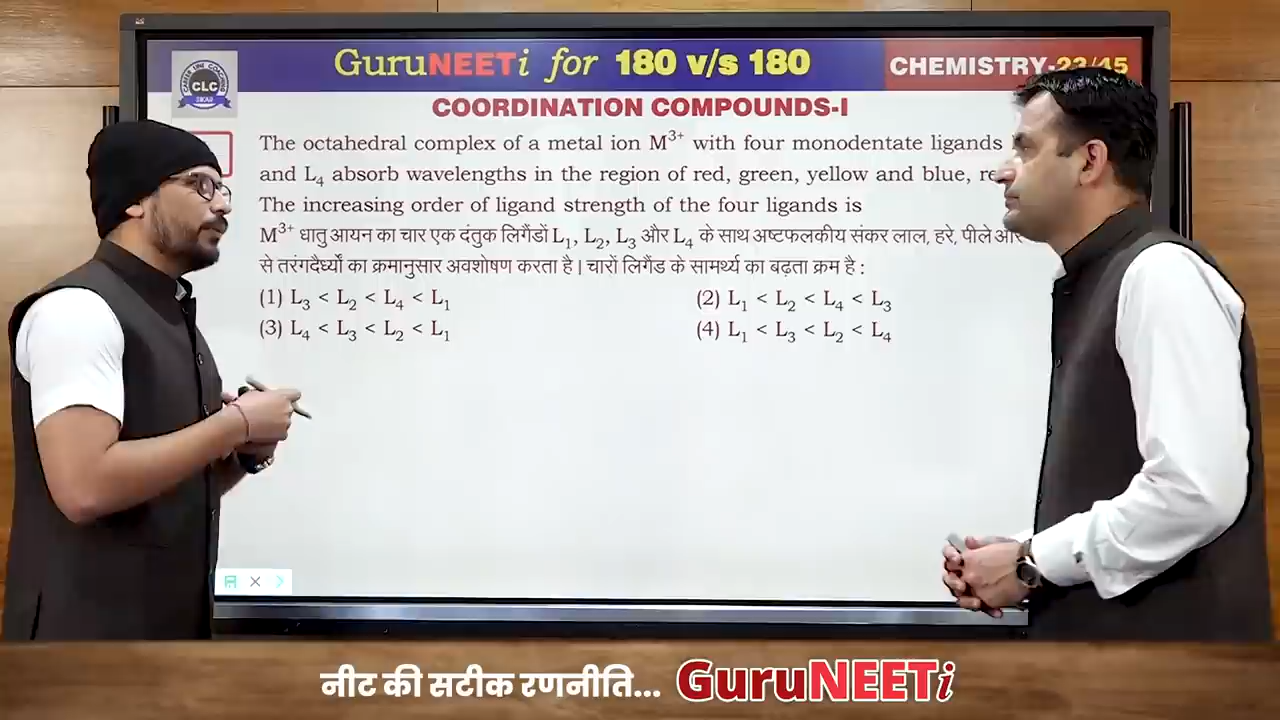 GuruNEETi for 180 v/s 180
CHEMISTRY-23/45
CLC
SIKAR
COORDINATION COMPOUNDS-I
The octahedral complex of a metal ion M³⁺ with four monodentate ligands
and L₄ absorb wavelengths in the region of red, green, yellow and blue,
The increasing order of ligand strength of the four ligands is
M³⁺ धातु आयन का चार एक दंतुक लिगैंडों L₁, L₂, L₃ और L₄ के साथ अष्टफलकीय संकर लाल, हरे, पीले और
से तरंगदैर्ध्यों का क्रमानुसार अवशोषण करता है। चारों लिगैंड के सामर्थ्य का बढ़ता क्रम है :
(1) L₃ < L₂ < L₄ < L₁
(2) L₁ < L₂ < L₄ < L₃
(3) L₄ < L₃ < L₂ < L₁
(4) L₁ < L₃ < L₂ < L₄
नीट की सटीक रणनीति... GuruNEETi